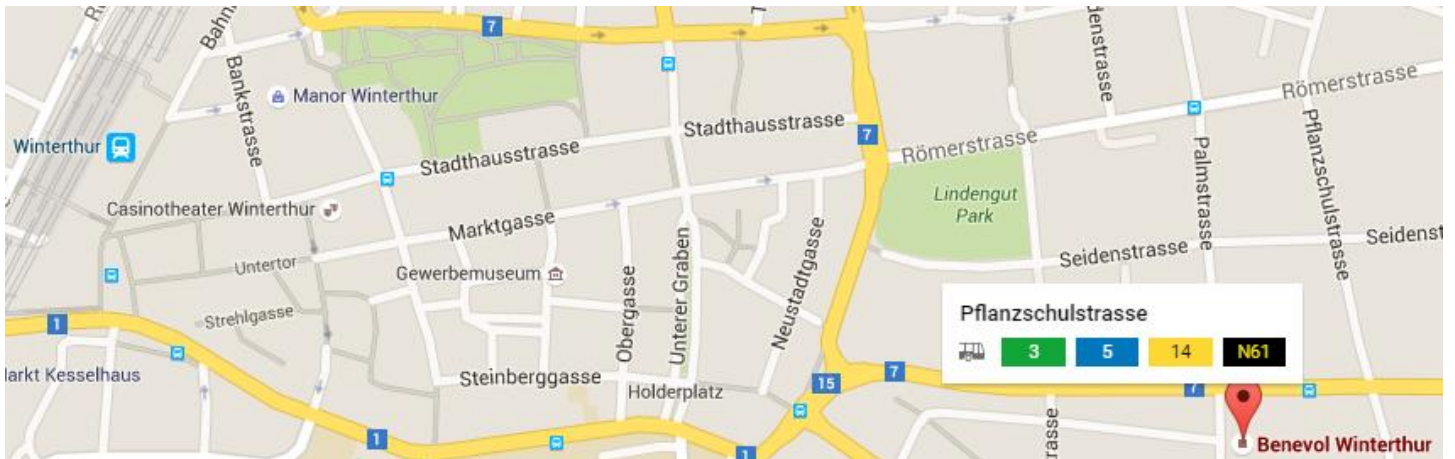 7
Bankstrasse
Manor Winterthur
Winterthur
Stadthausstrasse
Stadthausstrasse
7
Römerstrasse
Römerstrasse
Palmstrasse
Pflanzschulstrasse
Lindengut
Park
Casinotheater Winterthur
Marktgasse
Untertor
Gewerbemuseum
Obergasse
Unterer Graben
Neustadtgasse
Seidenstrasse
Seidenst
Strehlgasse
1
Pflanzschulstrasse
3 5 14 N61
arkt Kesselhaus
Steinberggasse
Holderplatz
15
7
7
1
1
Benevol Winterthur